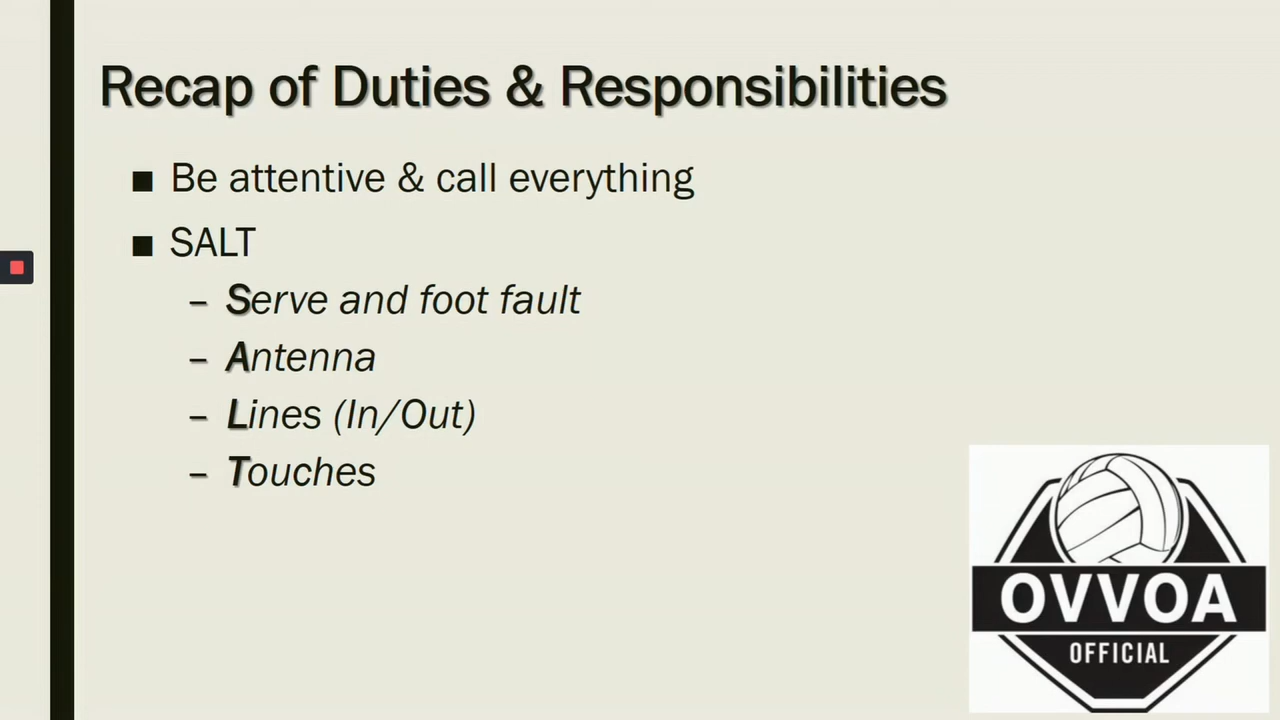 Recap of Duties & Responsibilities
■ Be attentive & call everything
■ SALT
– Serve and foot fault
– Antenna
– Lines (In/Out)
– Touches
OVVOA
OFFICIAL